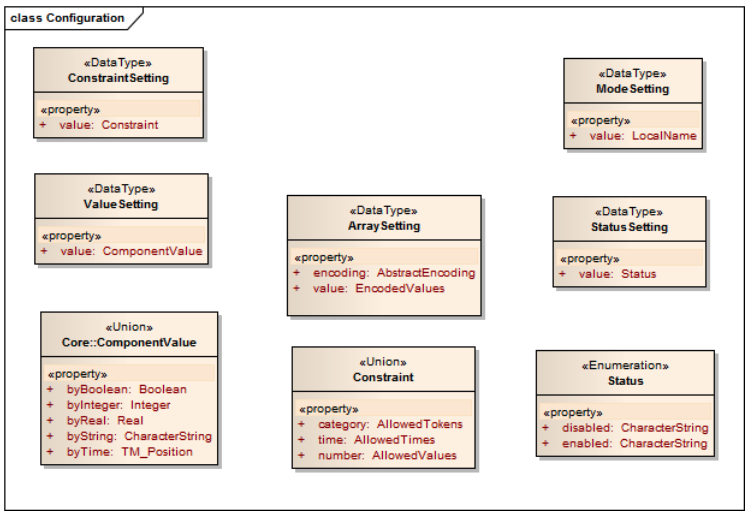 class Configuration
«DataType»
ConstraintSetting
«property»
+ value: Constraint
«DataType»
ModeSetting
«property»
+ value: LocalName
«DataType»
ValueSetting
«property»
+ value: ComponentValue
«DataType»
ArraySetting
«property»
+ encoding: AbstractEncoding
+ value: EncodedValues
«DataType»
StatusSetting
«property»
+ value: Status
«Union»
Core::ComponentValue
«property»
+ byBoolean: Boolean
+ byInteger: Integer
+ byReal: Real
+ byString: CharacterString
+ byTime: TM_Position
«Union»
Constraint
«property»
+ category: AllowedTokens
+ time: AllowedTimes
+ number: AllowedValues
«Enumeration»
Status
«property»
+ disabled: CharacterString
+ enabled: CharacterString